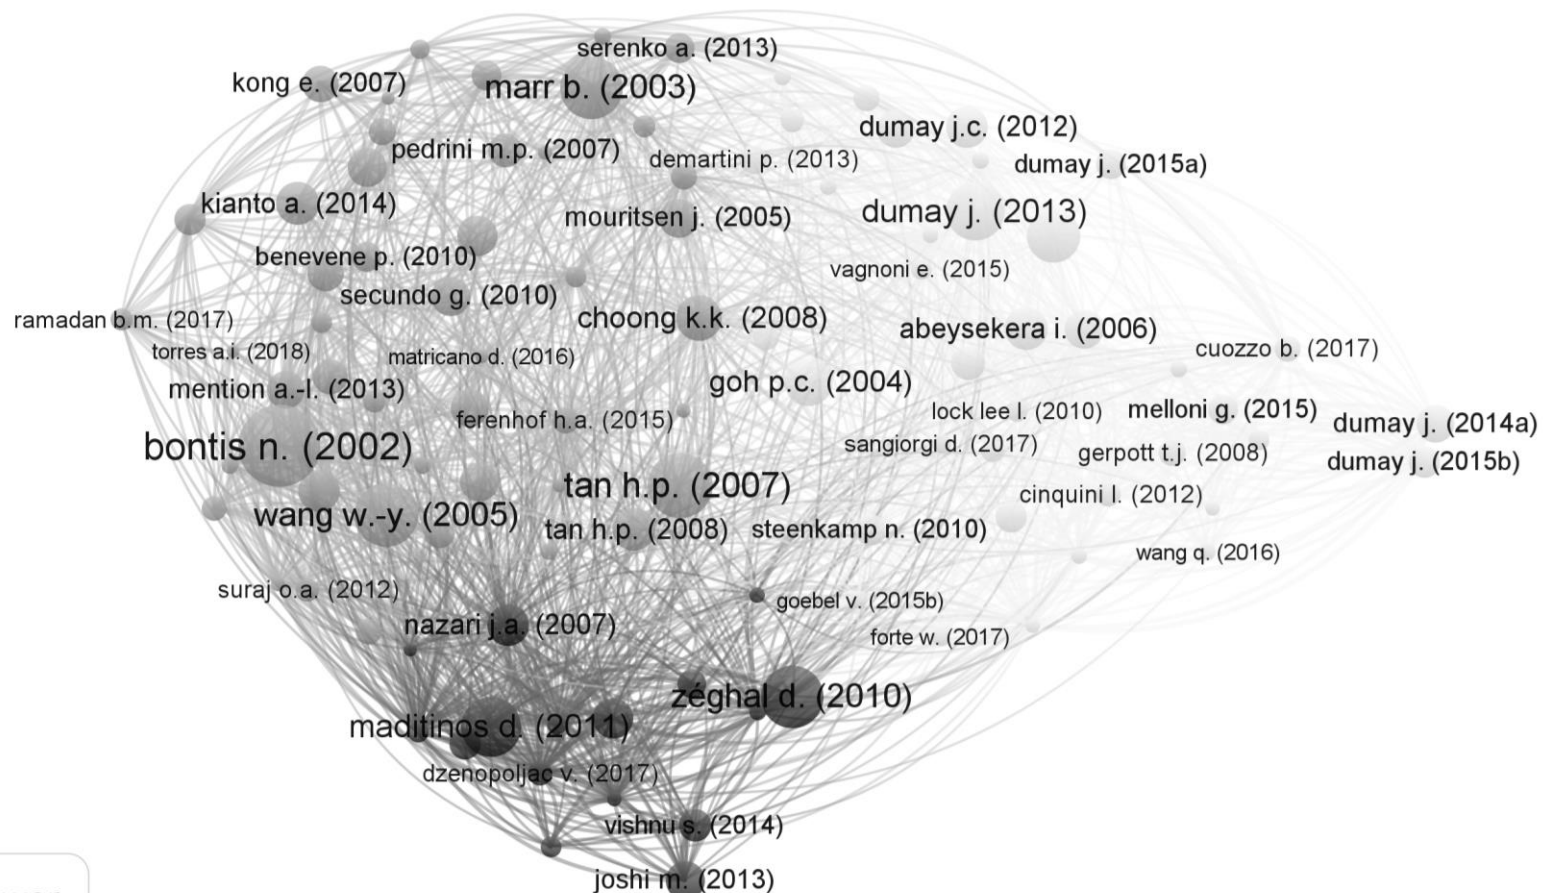 serenko a. (2013)
kong e. (2007)
marr b. (2003)
dumay j.c. (2012)
pedrini m.p. (2007)
demartini p. (2013)
dumay j. (2015a)
kianto a. (2014)
mouritsen j. (2005)
dumay j. (2013)
benevene p. (2010)
vagnoni e. (2015)
secundo g. (2010)
ramadan b.m. (2017)
choong k.k. (2008)
abeysekera i. (2006)
torres a.i. (2018)
matricano d. (2016)
cuozzo b. (2017)
mention a.-l. (2013)
goh p.c. (2004)
ferenhof h.a. (2015)
lock lee l. (2010)
melloni g. (2015)
dumay j. (2014a)
bontis n. (2002)
sangiorgi d. (2017)
gerpott t.j. (2008)
dumay j. (2015b)
tan h.p. (2007)
cinquini l. (2012)
wang w.-y. (2005)
tan h.p. (2008)
steenkamp n. (2010)
wang q. (2016)
suraj o.a. (2012)
goebel v. (2015b)
nazari j.a. (2007)
forte w. (2017)
zéghal d. (2010)
maditinos d. (2011)
dzenopoljac v. (2017)
vishnu s. (2014)
joshi m. (2013)